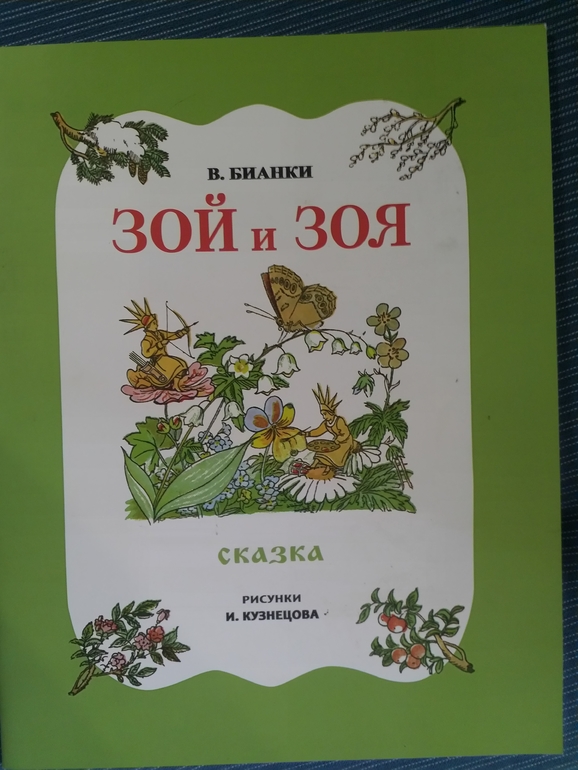 В. БИАНКИ
ЗОЙ и ЗОЯ
сказка
РИСУНКИ
И. КУЗНЕЦОВА